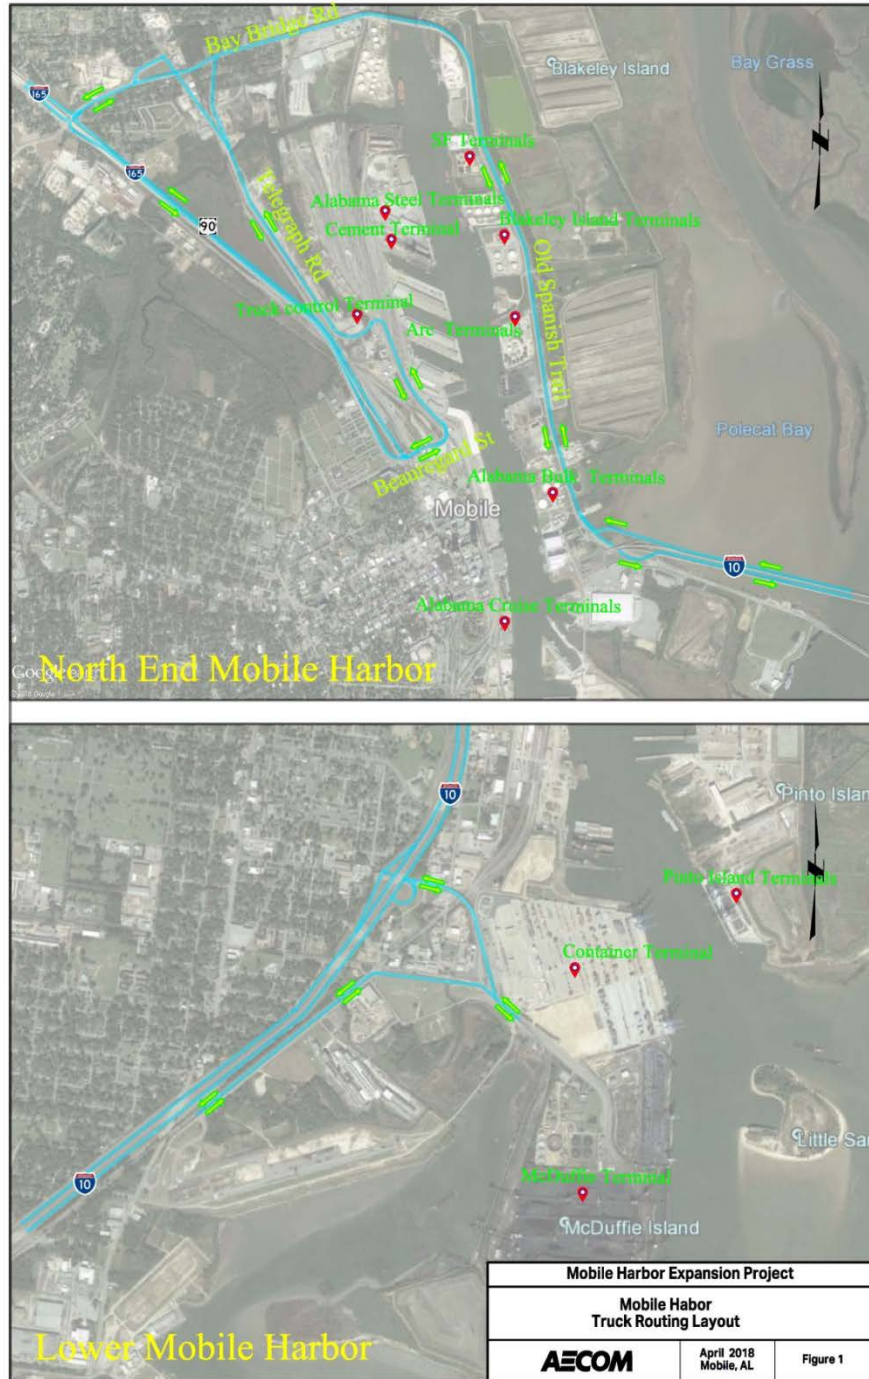 Bay Bridge Rd
Blakeley Island
Bay Grass
165
SF Terminals
165
Telegraph Rd
Alabama Steel Terminals
90
Cement Terminal
Blakeley Island Terminals
Old Spanish Trail
Truck control Terminal
Arc Terminals
Beauregard St
Polecat Bay
Alabama Bulk Terminals
Mobile
10
Alabama Cruise Terminals
North End Mobile Harbor
Google
10
Pinto Islan
Pinto Island Terminals
Container Terminal
Little Sa
10
McDuffie Terminal
McDuffie Island
Lower Mobile Harbor
Mobile Harbor Expansion Project
Mobile Habor
Truck Routing Layout
AECOM
April 2018
Mobile, AL
Figure 1